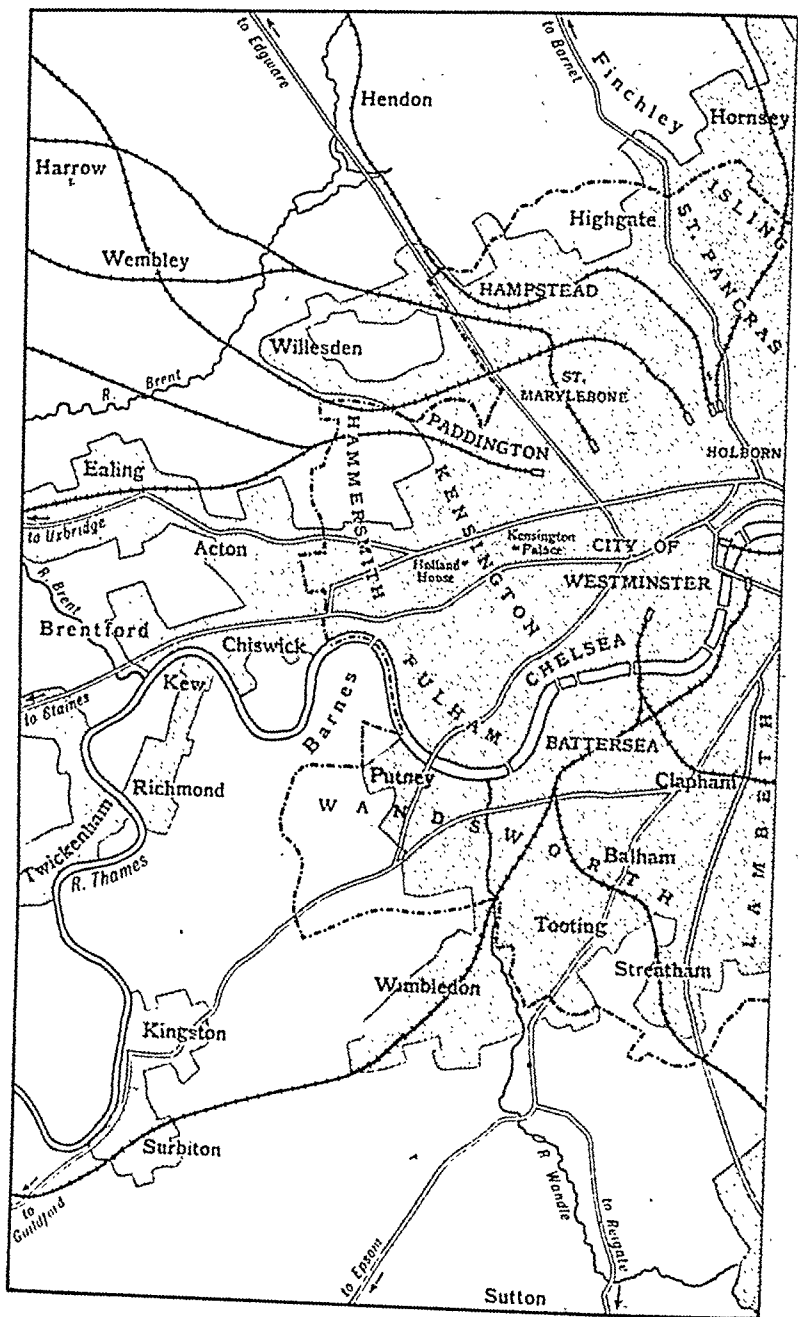 to Edgware
to Barnet
Finchley
Hendon
Hornsey
Harrow
ISLING
Highgate
ST. PANCRAS
Wembley
HAMPSTEAD
Willesden
R. Brent
ST.
MARYLEBONE
PADDINGTON
HAMMERSMITH
HOLBORN
Ealing
KENSINGTON
to Uxbridge
Acton
Kensington
Palace
CITY OF
WESTMINSTER
Holland
House
R. Brent
Brentford
Chiswick
CHELSEA
FULHAM
Kew
Barnes
to Staines
BATTERSEA
Putney
Clapham
Richmond
WANDSWORTH
LAMBETH
Twickenham
R. Thames
Balham
Tooting
Streatham
Wimbledon
Kingston
Surbiton
R. Wandle
to
Guildford
to Reigate
to Epsom
Sutton